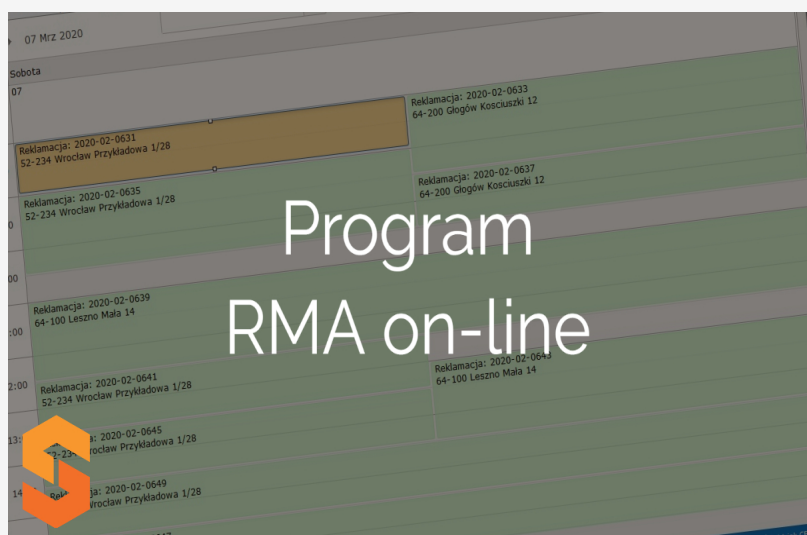 07 Mrz 2020
Sobota
07
Reklamacja: 2020-02-0631
52-234 Wrocław Przykładowa 1/28
Reklamacja: 2020-02-0633
64-200 Głogów Kosciuszki 12
Reklamacja: 2020-02-0635
52-234 Wrocław Przykładowa 1/28
Reklamacja: 2020-02-0637
64-200 Głogów Kosciuszki 12
Program
RMA on-line
Reklamacja: 2020-02-0639
64-100 Leszno Mała 14
Reklamacja: 2020-02-0641
52-234 Wrocław Przykładowa 1/28
Reklamacja: 2020-02-0643
64-100 Leszno Mała 14
2020-02-0645
Przykładowa 1/28
2020-02-0649
Przykładowa 1/28